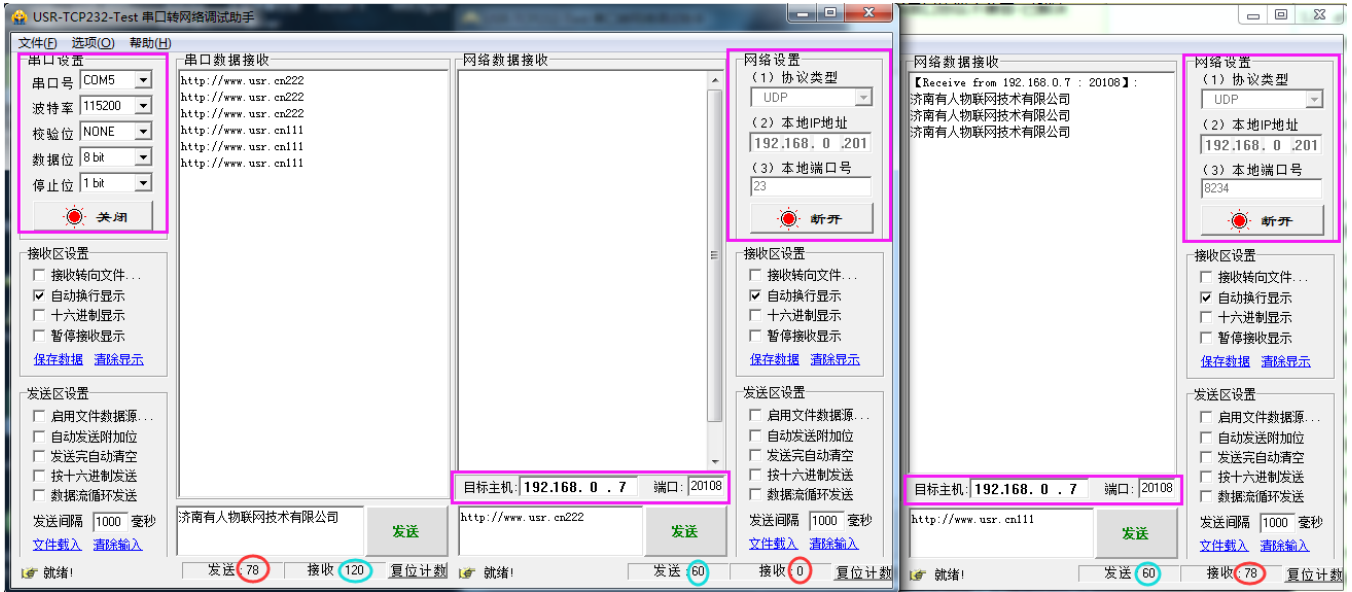 USR-TCP232-Test 串口转网络调试助手
文件(F) 选项(O) 帮助(H)
串口设置
串口号 COM5
波特率 115200
校验位 NONE
数据位 8 bit
停止位 1 bit
关闭
接收区设置
接收转向文件...
自动换行显示
十六进制显示
暂停接收显示
保存数据 清除显示
发送区设置
启用文件数据源...
自动发送附加位
发送完自动清空
按十六进制发送
数据流循环发送
发送间隔 1000 毫秒
文件载入 清除输入
就绪!
串口数据接收
http://www.usr.cn222
http://www.usr.cn222
http://www.usr.cn222
http://www.usr.cn111
http://www.usr.cn111
http://www.usr.cn111
济南有人物联网技术有限公司
发送
发送:78 接收:120 复位计数
网络数据接收
目标主机:192.168. 0 . 7 端口:20108
http://www.usr.cn222
发送
就绪!
发送:60 接收:0 复位计数
网络设置
(1) 协议类型
UDP
(2) 本地IP地址
192.168. 0 .201
(3) 本地端口号
23
断开
接收区设置
接收转向文件...
自动换行显示
十六进制显示
暂停接收显示
保存数据 清除显示
发送区设置
启用文件数据源...
自动发送附加位
发送完自动清空
按十六进制发送
数据流循环发送
发送间隔 1000 毫秒
文件载入 清除输入
网络数据接收
【Receive from 192.168.0.7 : 20108】:
济南有人物联网技术有限公司
济南有人物联网技术有限公司
济南有人物联网技术有限公司
目标主机:192.168. 0 . 7 端口:20108
http://www.usr.cn111
发送
就绪!
发送:60 接收:78 复位计数
网络设置
(1) 协议类型
UDP
(2) 本地IP地址
192.168. 0 .201
(3) 本地端口号
8234
断开
接收区设置
接收转向文件...
自动换行显示
十六进制显示
暂停接收显示
保存数据 清除显示
发送区设置
启用文件数据源...
自动发送附加位
发送完自动清空
按十六进制发送
数据流循环发送
发送间隔 1000 毫秒
文件载入 清除输入